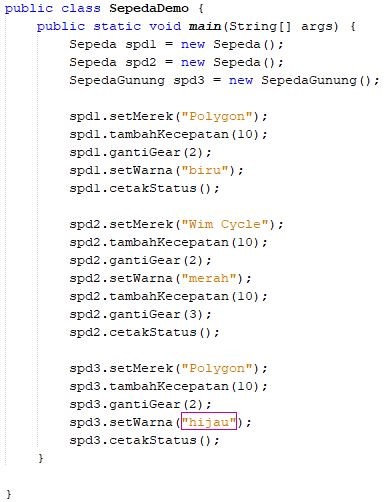 public class SepedaDemo {
    public static void main(String[] args) {
        Sepeda spd1 = new Sepeda();
        Sepeda spd2 = new Sepeda();
        SepedaGunung spd3 = new SepedaGunung();

        spd1.setMerek("Polygon");
        spd1.tambahKecepatan(10);
        spd1.gantiGear(2);
        spd1.setWarna("biru");
        spd1.cetakStatus();

        spd2.setMerek("Wim Cycle");
        spd2.tambahKecepatan(10);
        spd2.gantiGear(2);
        spd2.setWarna("merah");
        spd2.tambahKecepatan(10);
        spd2.gantiGear(3);
        spd2.cetakStatus();

        spd3.setMerek("Polygon");
        spd3.tambahKecepatan(10);
        spd3.gantiGear(2);
        spd3.setWarna("hijau");
        spd3.cetakStatus();
    }

}